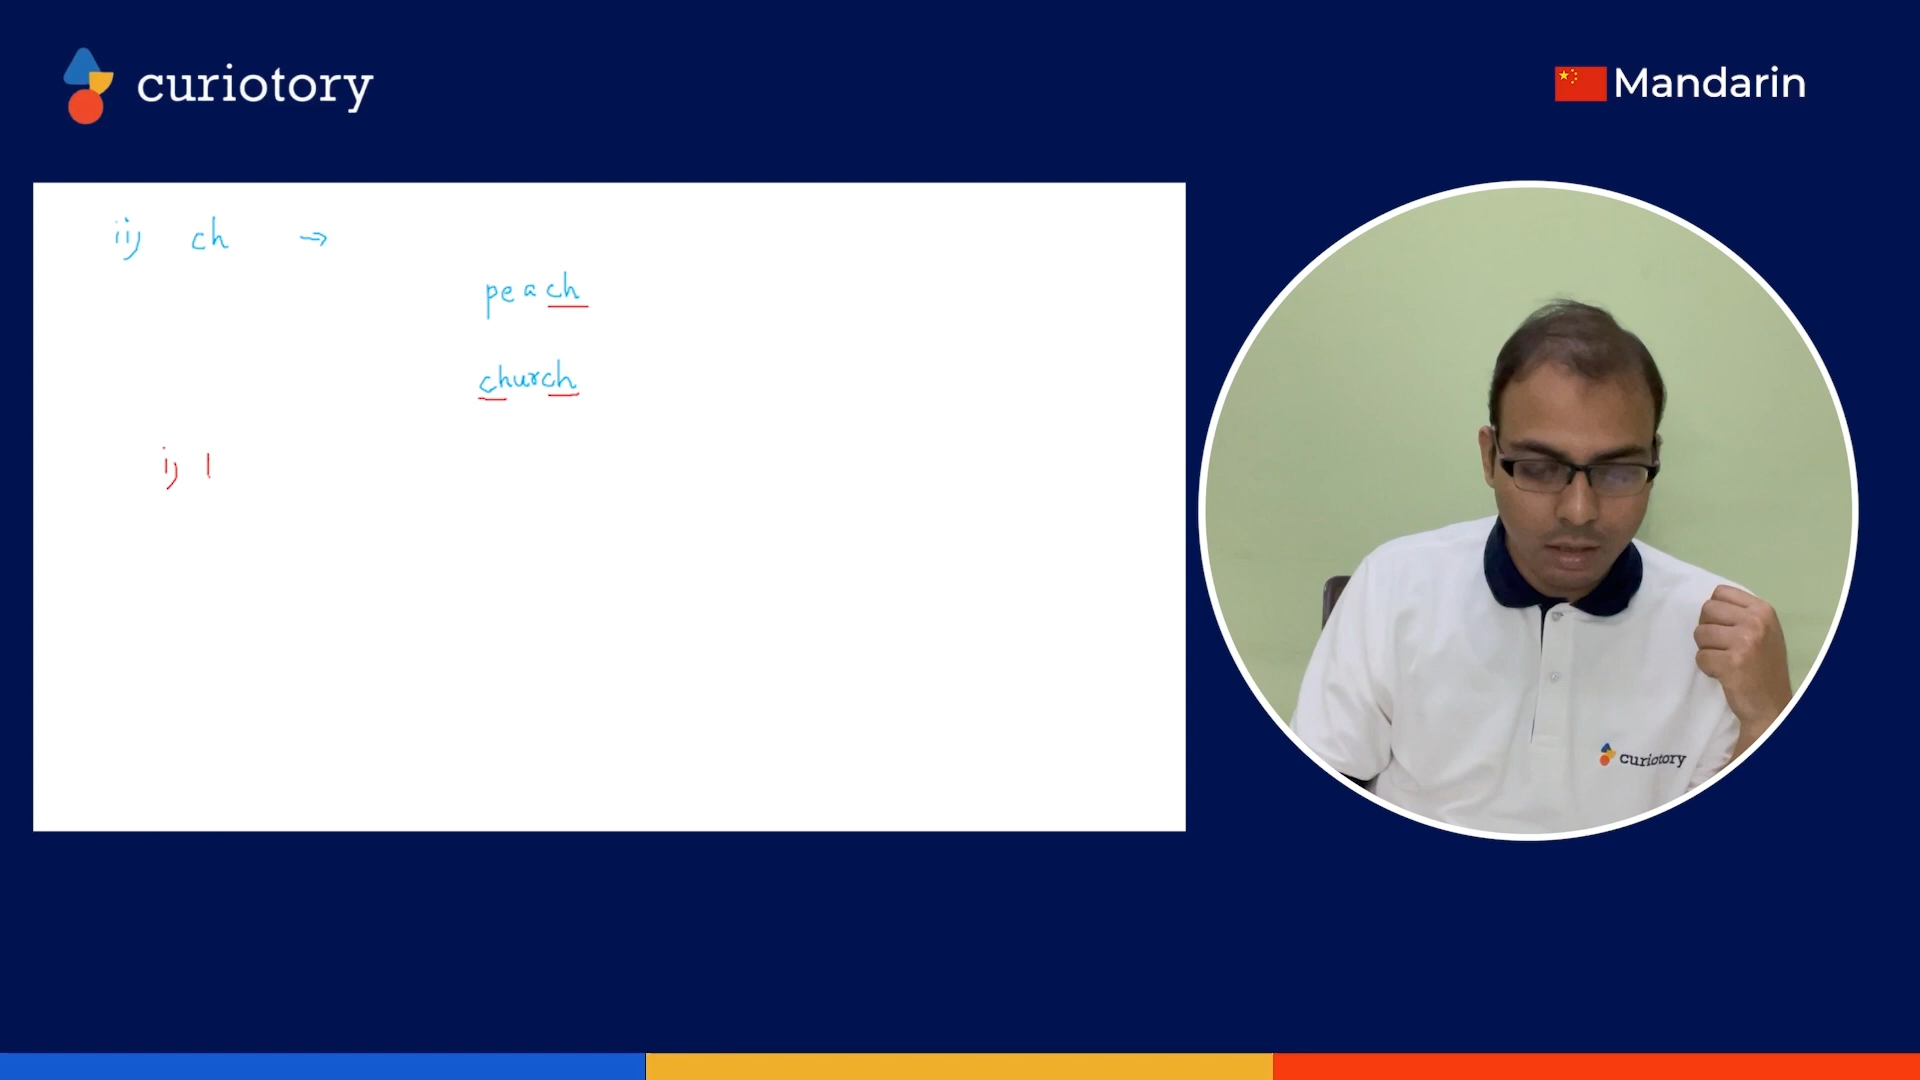 curiotory
Mandarin
ii) ch →
peach
church
i) l
curiotory